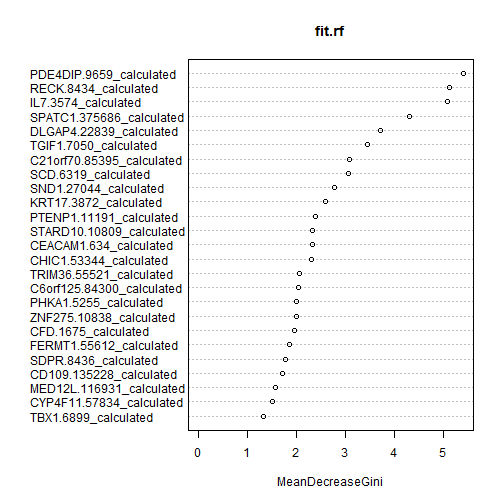 fit.rf
PDE4DIP.9659_calculated
RECK.8434_calculated
IL7.3574_calculated
SPATC1.375686_calculated
DLGAP4.22839_calculated
TGIF1.7050_calculated
C21orf70.85395_calculated
SCD.6319_calculated
SND1.27044_calculated
KRT17.3872_calculated
PTENP1.11191_calculated
STARD10.10809_calculated
CEACAM1.634_calculated
CHIC1.53344_calculated
TRIM36.55521_calculated
C6orf125.84300_calculated
PHKA1.5255_calculated
ZNF275.10838_calculated
CFD.1675_calculated
FERMT1.55612_calculated
SDPR.8436_calculated
CD109.135228_calculated
MED12L.116931_calculated
CYP4F11.57834_calculated
TBX1.6899_calculated
0 1 2 3 4 5
MeanDecreaseGini